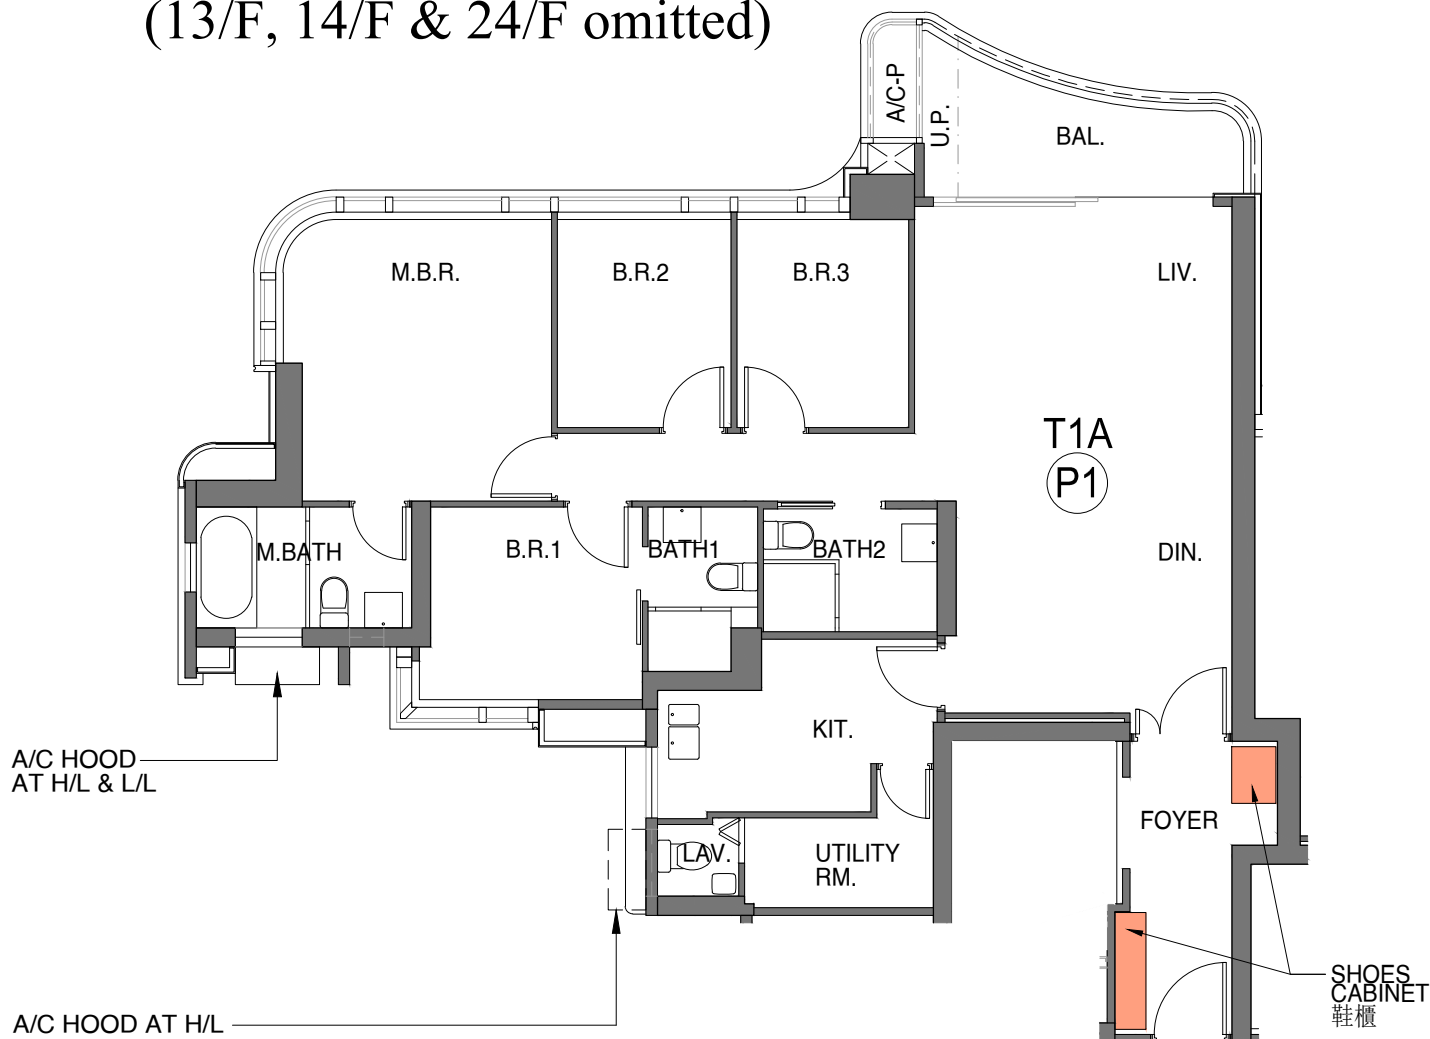 (13/F, 14/F & 24/F omitted)
A/C-P
U.P.
BAL.
M.B.R.
B.R.2
B.R.3
LIV.
T1A
P1
M.BATH
B.R.1
BATH1
BATH2
DIN.
KIT.
A/C HOOD
AT H/L & L/L
FOYER
LAV.
UTILITY
RM.
SHOES
CABINET
鞋櫃
A/C HOOD AT H/L